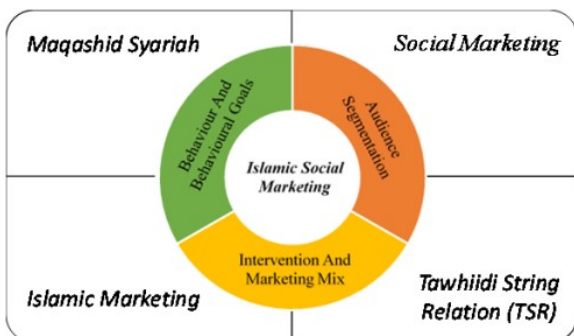 Maqashid Syariah
Social Marketing
Behaviour And
Behavioural Goals
Audience
Segmentation
Islamic Social
Marketing
Intervention And
Marketing Mix
Islamic Marketing
Tawhiidi String
Relation (TSR)